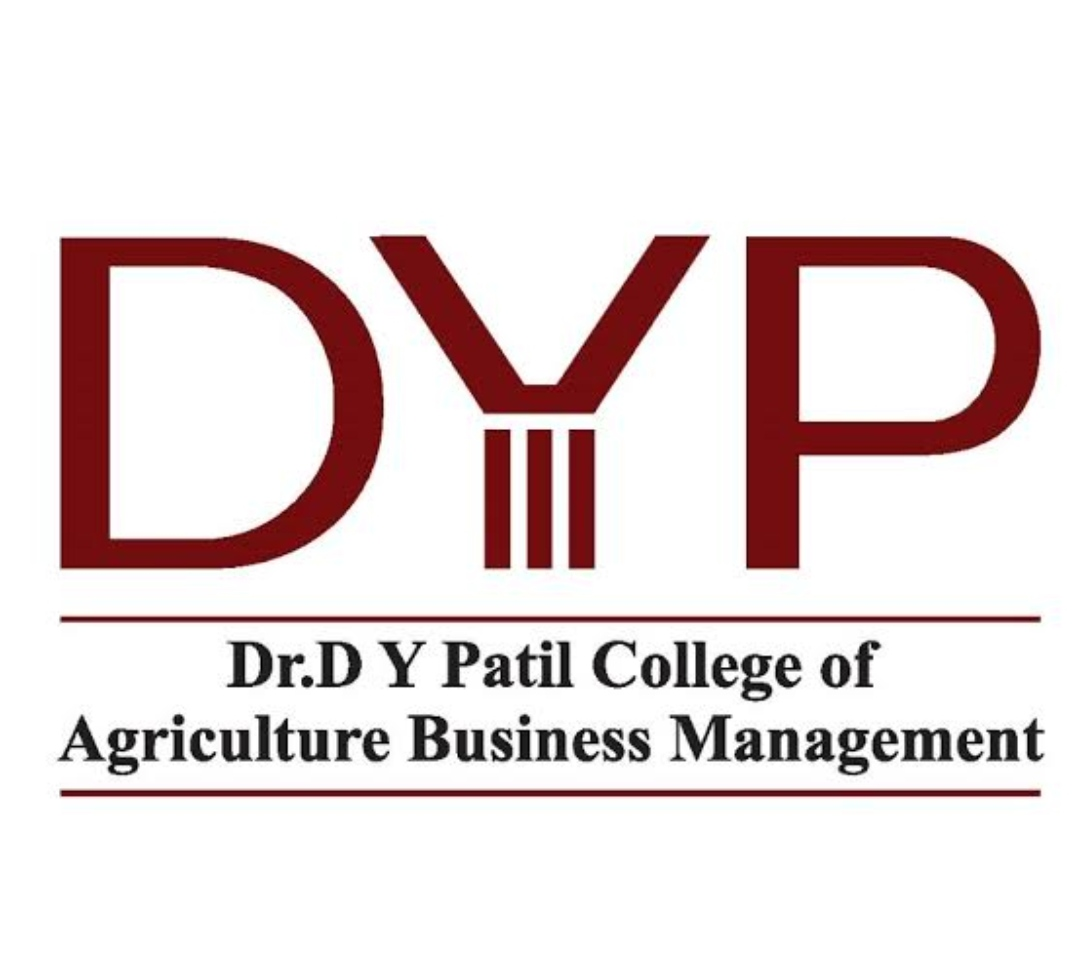 DYP
Dr.D Y Patil College of
Agriculture Business Management